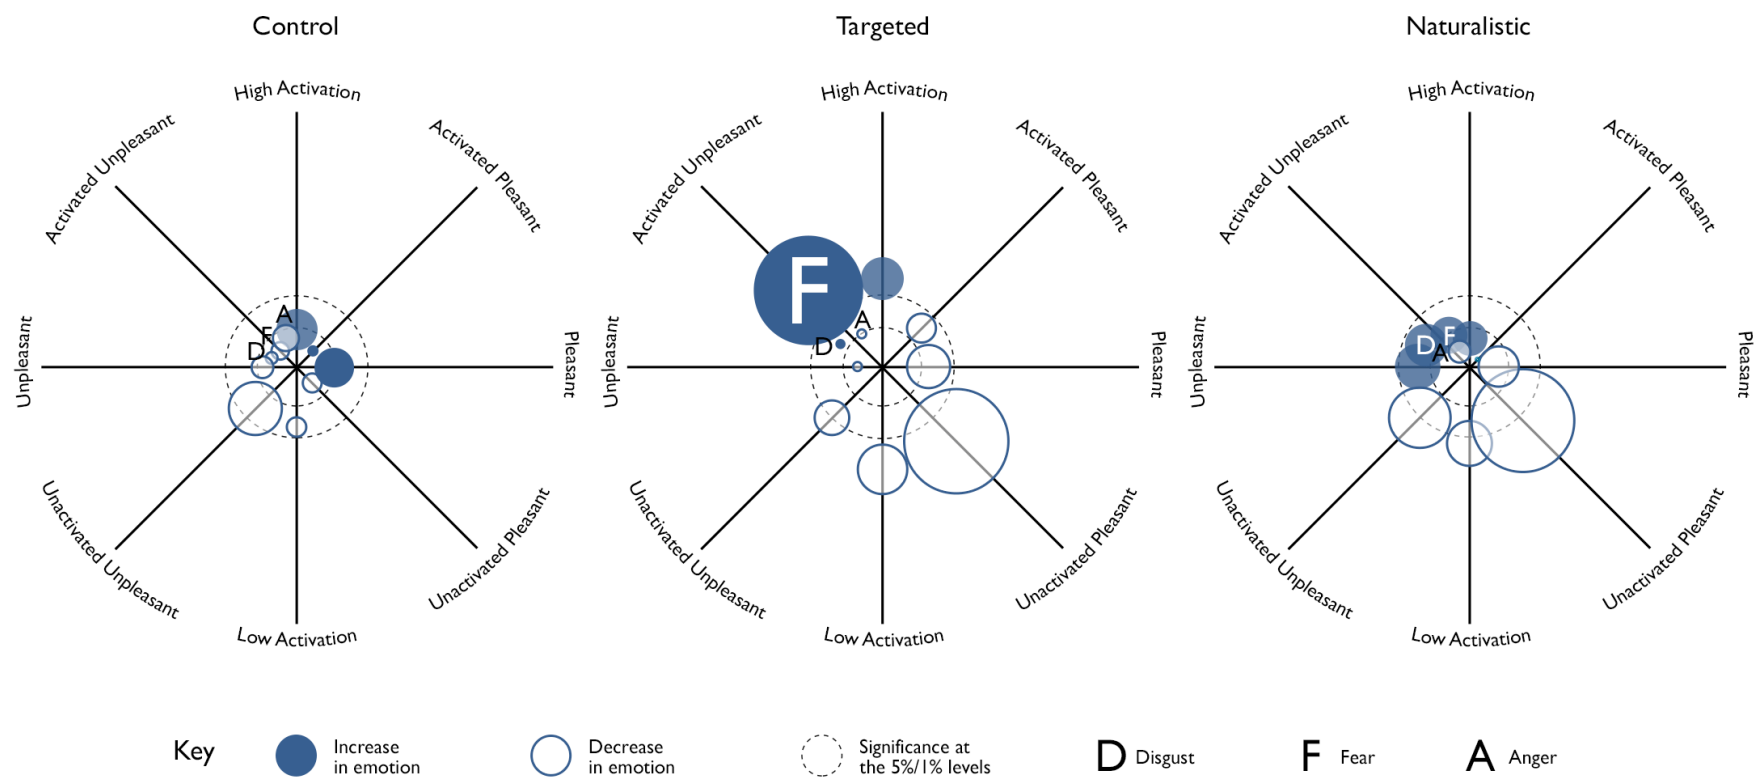 Control
Targeted
Naturalistic
High Activation
High Activation
High Activation
Activated Unpleasant
Activated Pleasant
Activated Unpleasant
Activated Pleasant
Activated Unpleasant
Activated Pleasant
F
A
F
D
A
D
F
D
A
Unpleasant
Pleasant
Unpleasant
Pleasant
Unpleasant
Pleasant
Unactivated Unpleasant
Unactivated Pleasant
Unactivated Unpleasant
Unactivated Pleasant
Unactivated Unpleasant
Unactivated Pleasant
Low Activation
Low Activation
Low Activation
Key
Increase
in emotion
Decrease
in emotion
Significance at
the 5%/1% levels
D Disgust
F Fear
A Anger